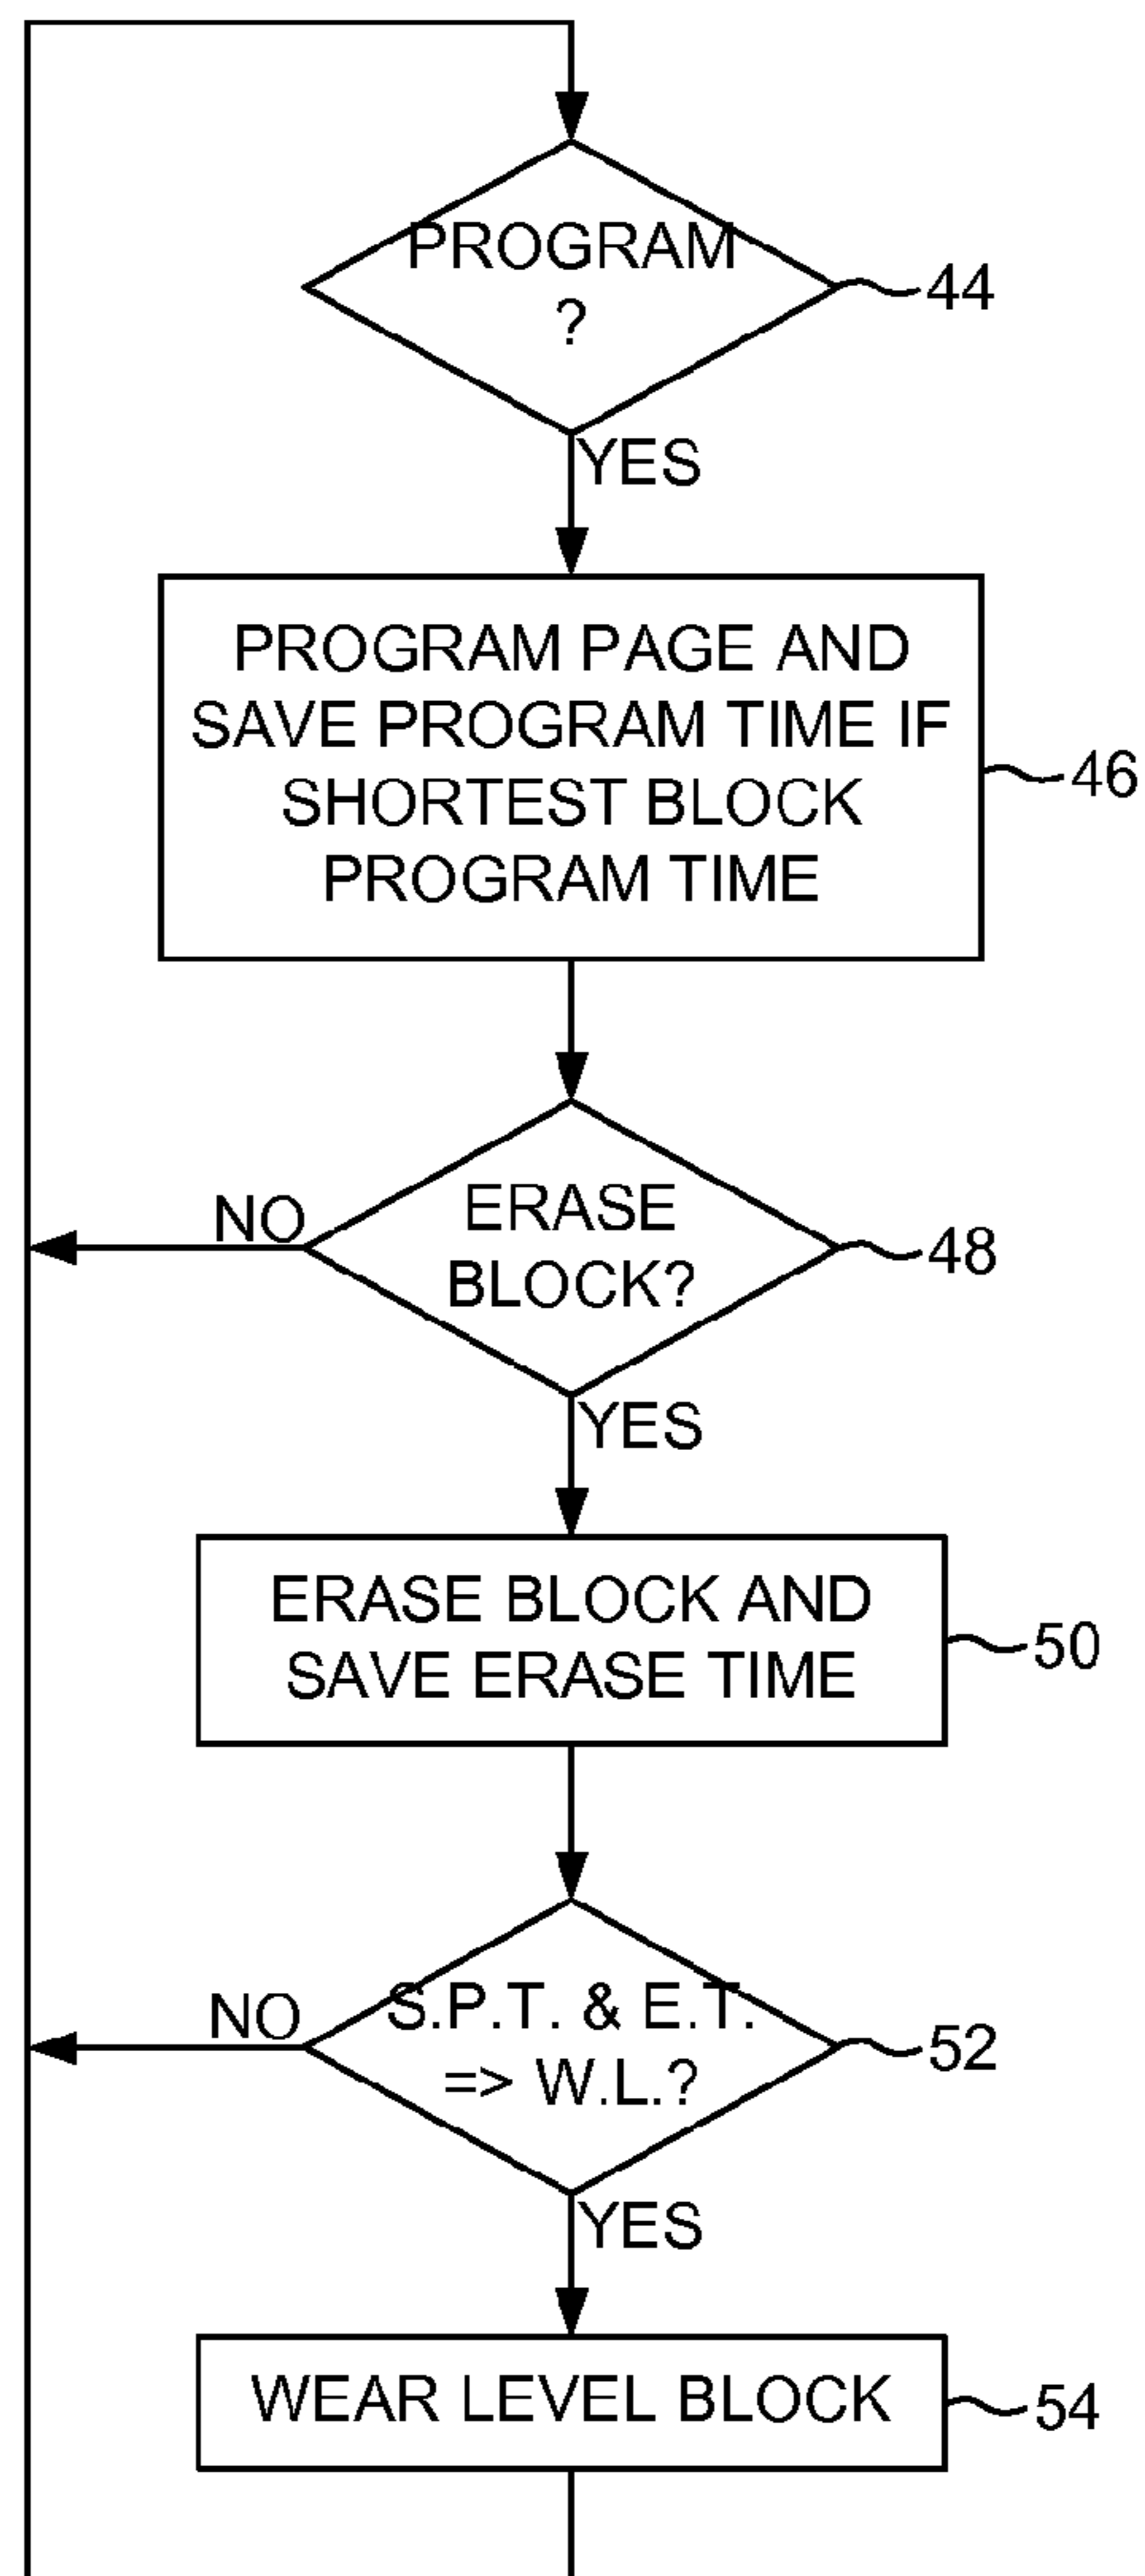 PROGRAM
?
44
YES
PROGRAM PAGE AND
SAVE PROGRAM TIME IF
SHORTEST BLOCK
PROGRAM TIME
46
NO
ERASE
BLOCK?
48
YES
ERASE BLOCK AND
SAVE ERASE TIME
50
NO
S.P.T. & E.T.
=> W.L.?
52
YES
WEAR LEVEL BLOCK
54